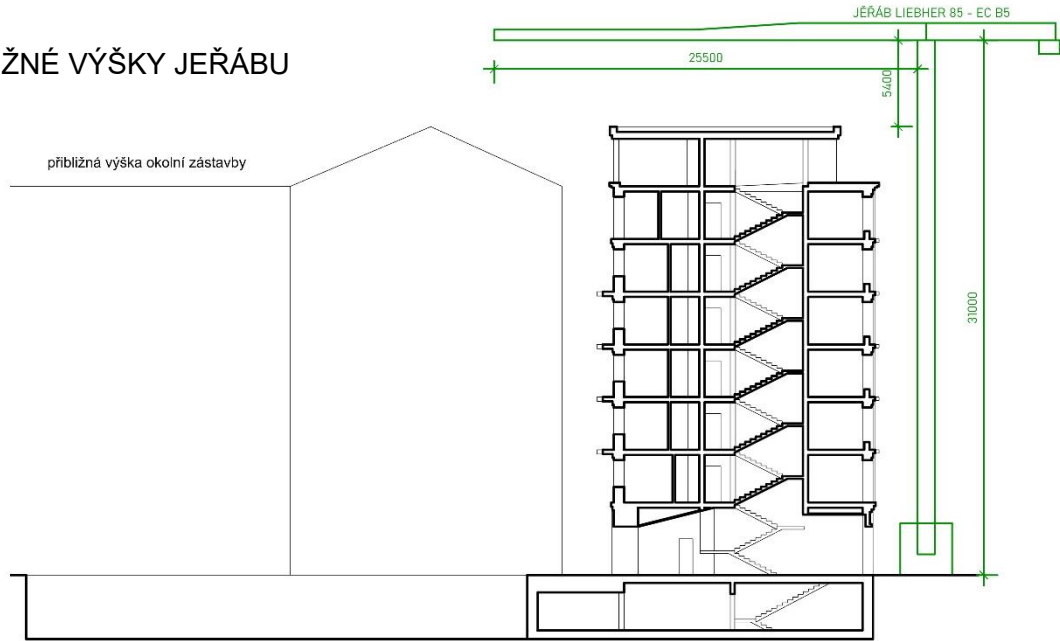 JĚŘÁB LIEBHER 85 - EC B5
ŽNÉ VÝŠKY JEŘÁBU
25500
5400
přibližná výška okolní zástavby
31000